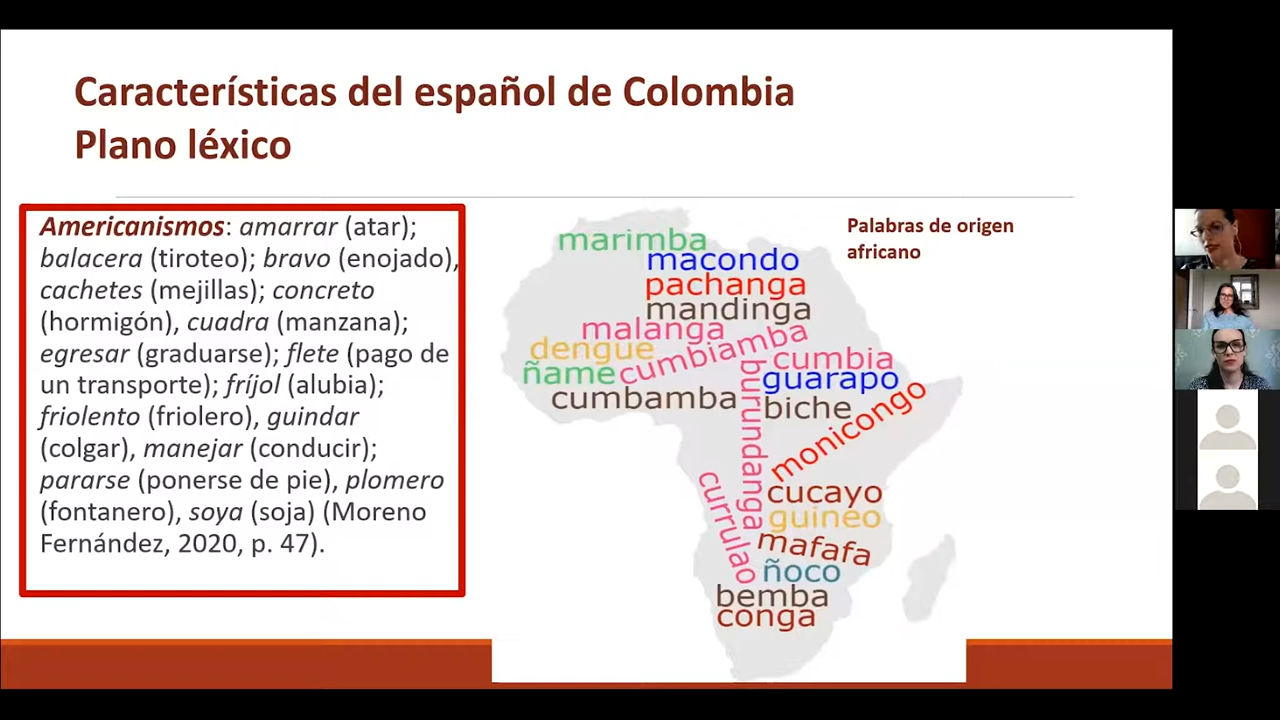 Características del español de Colombia
Plano léxico
Americanismos: amarrar (atar);
balacera (tiroteo); bravo (enojado),
cachetes (mejillas); concreto
(hormigón), cuadra (manzana);
egresar (graduarse); flete (pago de
un transporte); fríjol (alubia);
friolento (friolero), guindar
(colgar), manejar (conducir);
pararse (ponerse de pie), plomero
(fontanero), soya (soja) (Moreno
Fernández, 2020, p. 47).
Palabras de origen
africano
marimba
macondo
pachanga
mandinga
malanga
dengue
cumbiamba
ñame
cumbia
guarapo
cumbamba
biche
burundanga
monicongo
currulao
cucayo
guineo
mafafa
ñoco
bemba
conga